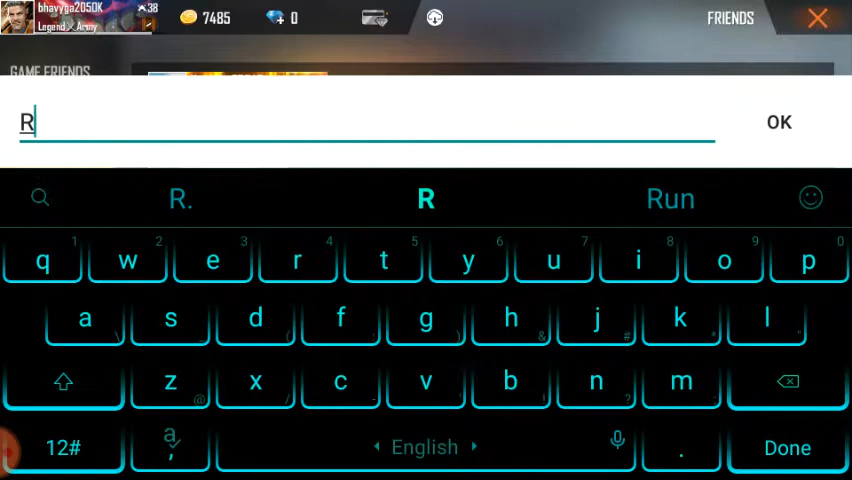 bhavyga205DK 38 7485 0 FRIENDS
Legend Army
GAME FRIENDS
R OK
R. R Run
1 2 3 4 5 6 7 8 9 0
q w e r t y u i o p
a s d f g h j k l
\ _ ( : ) & # * "
z x c v b n m
@ / - ' : ? 
12# a , English . Done